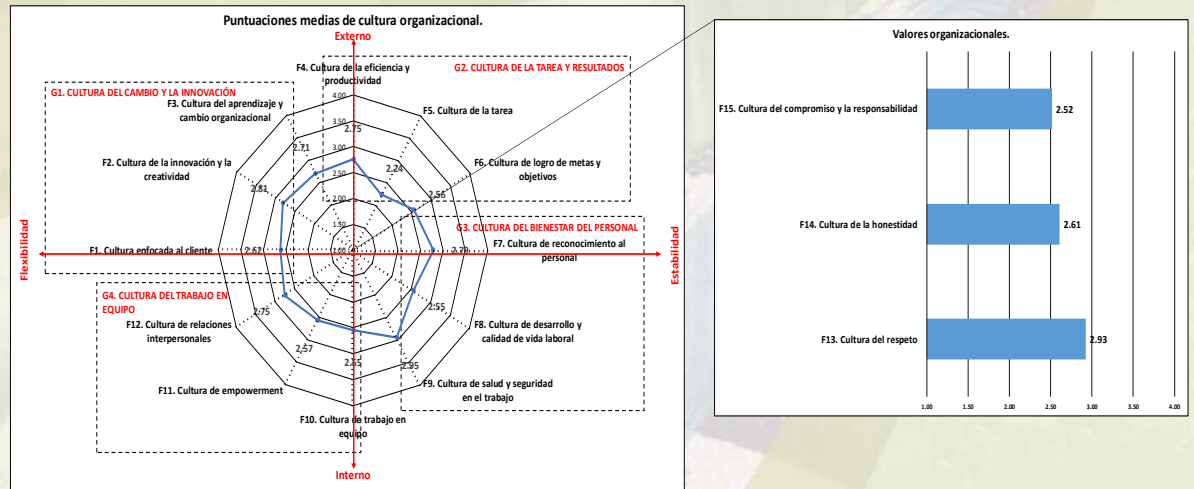 Puntuaciones medias de cultura organizacional.
Externo
F4. Cultura de la eficiencia y
productividad
G2. CULTURA DE LA TAREA Y RESULTADOS
G1. CULTURA DEL CAMBIO Y LA INNOVACIÓN
F3. Cultura del aprendizaje y
cambio organizacional
F5. Cultura de la tarea
F2. Cultura de la innovación y la
creatividad
F6. Cultura de logro de metas y
objetivos
4.00
3.50
3.00
2.50
2.00
1.50
1.00
2.75
2.71
2.24
2.81
2.56
Flexibilidad
F1. Cultura enfocada al cliente
2.62
G3. CULTURA DEL BIENESTAR DEL PERSONAL
F7. Cultura de reconocimiento al
personal
Estabilidad
G4. CULTURA DEL TRABAJO EN
EQUIPO
2.75
2.55
F12. Cultura de relaciones
interpersonales
F8. Cultura de desarrollo y
calidad de vida laboral
2.57
2.55
2.95
F11. Cultura de empowerment
F9. Cultura de salud y seguridad
en el trabajo
F10. Cultura de trabajo en
equipo
Interno
Valores organizacionales.
F15. Cultura del compromiso y la responsabilidad
2.52
F14. Cultura de la honestidad
2.61
F13. Cultura del respeto
2.93
1.00 1.50 2.00 2.50 3.00 3.50 4.00